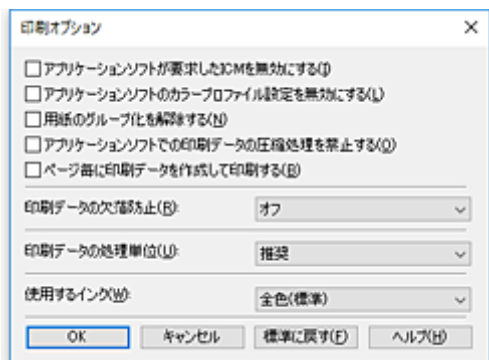 印刷オプション
アプリケーションソフトが要求したICMを無効にする(J)
アプリケーションソフトのカラープロファイル設定を無効にする(L)
用紙のグループ化を解除する(N)
アプリケーションソフトでの印刷データの圧縮処理を禁止する(O)
ページ毎に印刷データを作成して印刷する(B)
印刷データの欠落防止(R): オフ
印刷データの処理単位(U): 推奨
使用するインク(W): 全色(標準)
OK キャンセル 標準に戻す(F) ヘルプ(H)